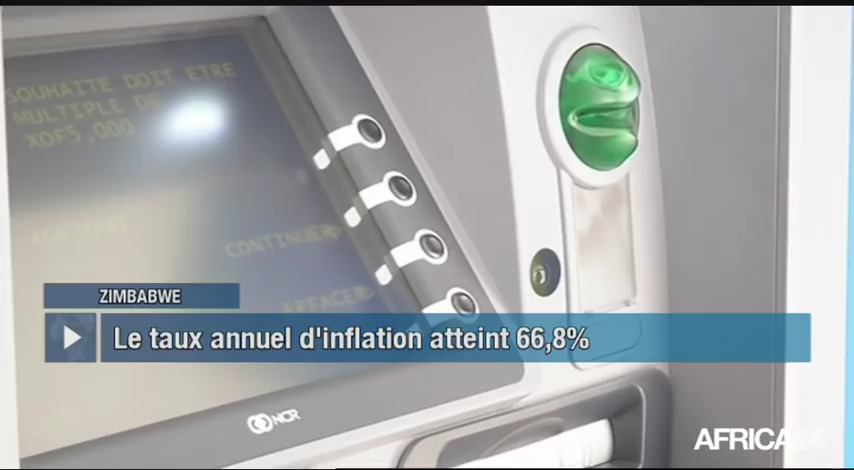 SOUHAITE DOIT ETRE
MULTIPLE DE
XOF5,000
CONTINUER
EFFACER
ZIMBABWE
Le taux annuel d'inflation atteint 66,8%
NCR
AFRICA24